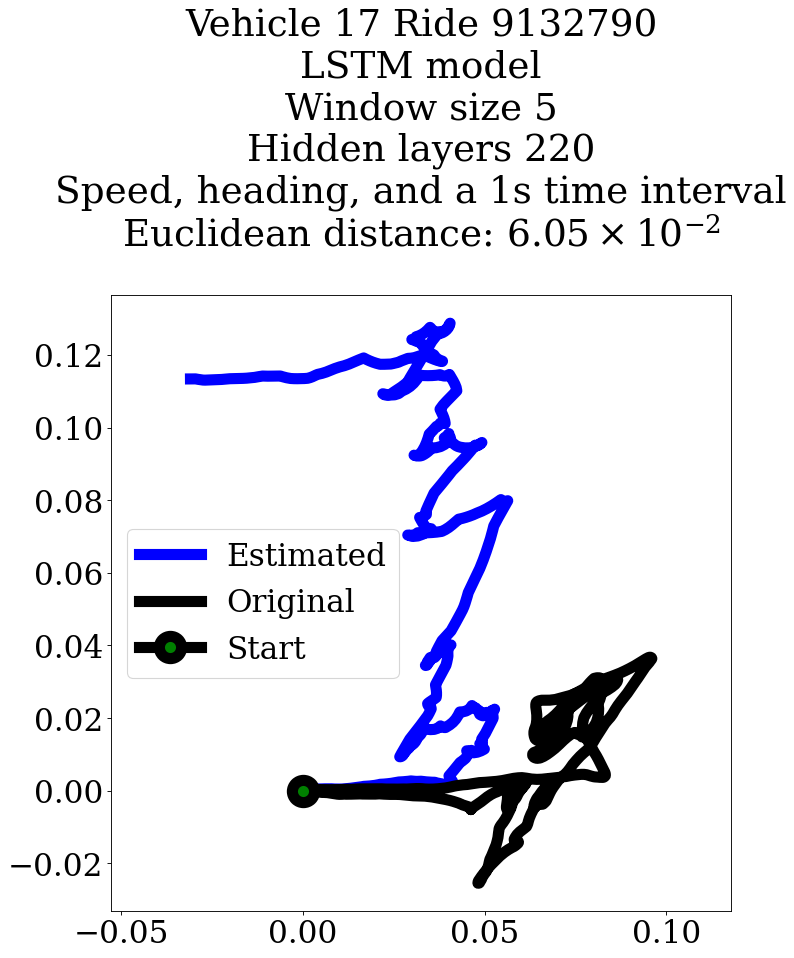 Vehicle 17 Ride 9132790
LSTM model
Window size 5
Hidden layers 220
Speed, heading, and a 1s time interval
Euclidean distance: 6.05 × 10⁻²
0.12
0.10
0.08
0.06
0.04
0.02
0.00
−0.02
Estimated
Original
Start
−0.05
0.00
0.05
0.10